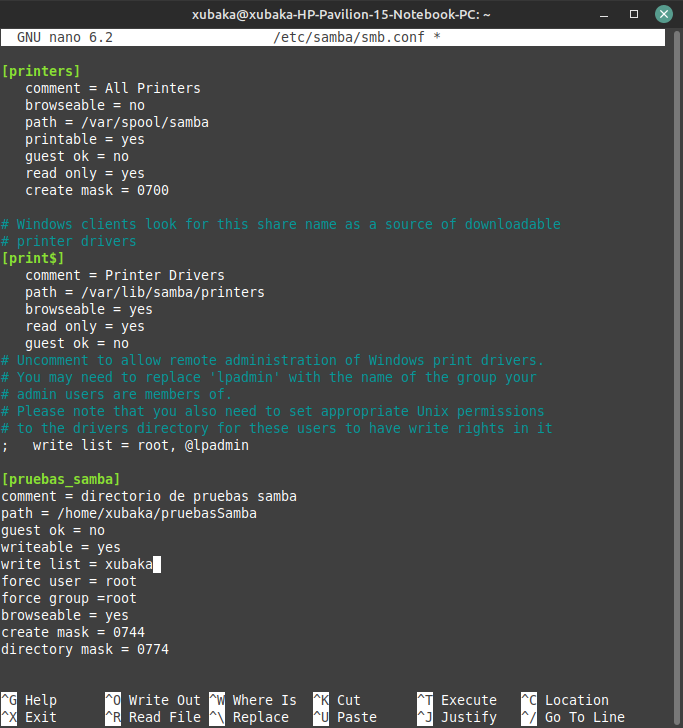 xubaka@xubaka-HP-Pavilion-15-Notebook-PC: ~
GNU nano 6.2 /etc/samba/smb.conf *
[printers]
comment = All Printers
browseable = no
path = /var/spool/samba
printable = yes
guest ok = no
read only = yes
create mask = 0700
# Windows clients look for this share name as a source of downloadable
# printer drivers
[print$]
comment = Printer Drivers
path = /var/lib/samba/printers
browseable = yes
read only = yes
guest ok = no
# Uncomment to allow remote administration of Windows print drivers.
# You may need to replace 'lpadmin' with the name of the group your
# admin users are members of.
# Please note that you also need to set appropriate Unix permissions
# to the drivers directory for these users to have write rights in it
;   write list = root, @lpadmin
[pruebas_samba]
comment = directorio de pruebas samba
path = /home/xubaka/pruebasSamba
guest ok = no
writeable = yes
write list = xubaka
forec user = root
force group =root
browseable = yes
create mask = 0744
directory mask = 0774
^G Help ^O Write Out ^W Where Is ^K Cut ^T Execute ^C Location
^X Exit ^R Read File ^\ Replace ^U Paste ^J Justify ^/ Go To Line